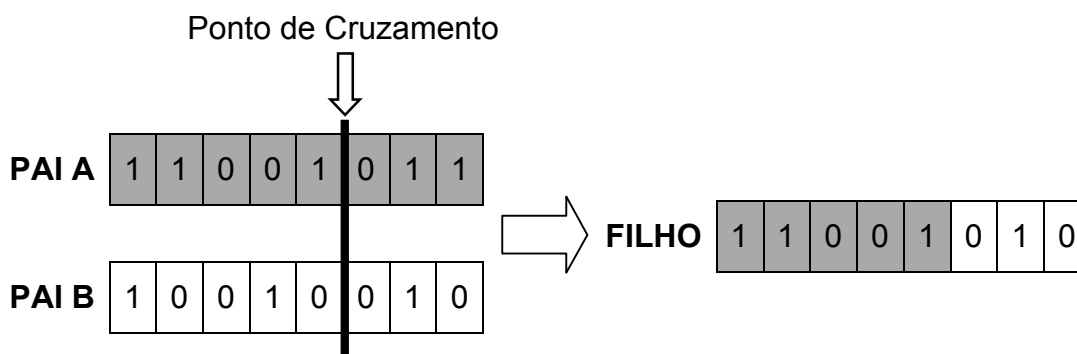 Ponto de Cruzamento
PAI A 1 1 0 0 1 0 1 1
FILHO 1 1 0 0 1 0 1 0
PAI B 1 0 0 1 0 0 1 0